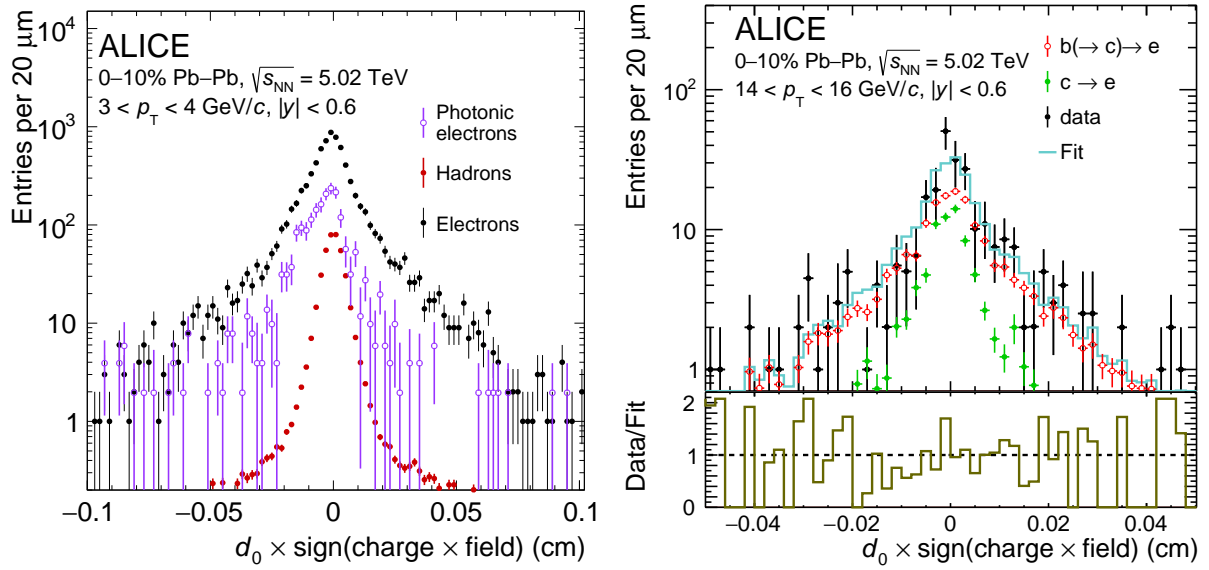 ALICE
0–10% Pb–Pb, √sNN = 5.02 TeV
3 < pT < 4 GeV/c, |y| < 0.6
Photonic
electrons
Hadrons
Electrons
Entries per 20 μm
10⁴
10³
10²
10
1
−0.1
−0.05
0
0.05
0.1
d0 × sign(charge × field) (cm)
ALICE
0–10% Pb–Pb, √sNN = 5.02 TeV
14 < pT < 16 GeV/c, |y| < 0.6
b(→ c)→ e
c → e
data
Fit
Entries per 20 μm
10²
10
1
Data/Fit
2
1
0
−0.04
−0.02
0
0.02
0.04
d0 × sign(charge × field) (cm)